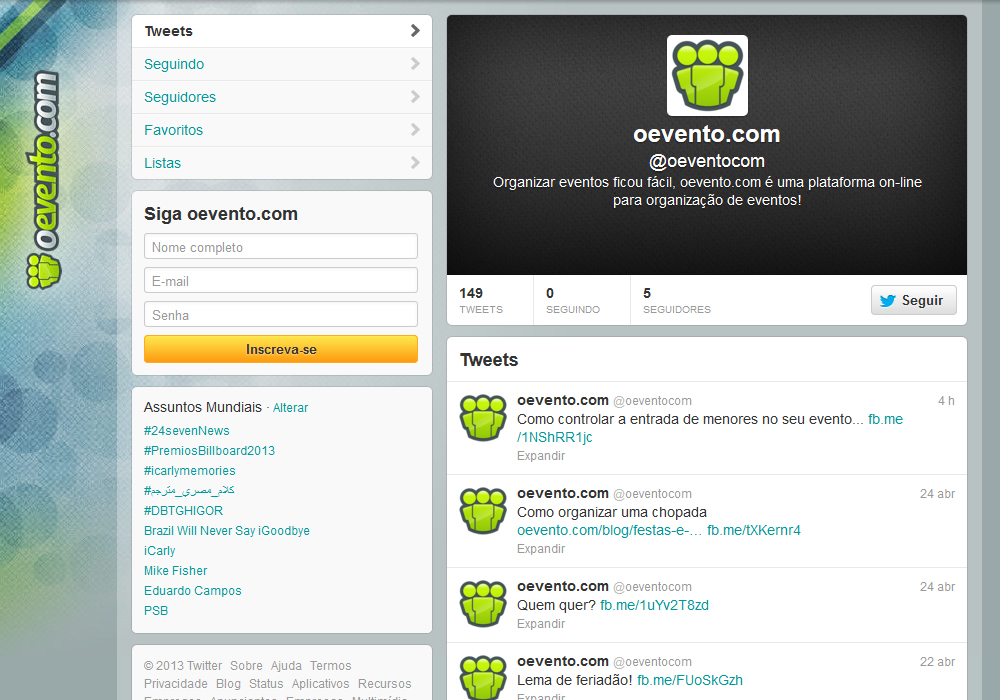 oevento.com
Tweets
Seguindo
Seguidores
Favoritos
Listas
Siga oevento.com
Nome completo
E-mail
Senha
Inscreva-se
Assuntos Mundiais · Alterar
#24sevenNews
#PremiosBillboard2013
#icarlymemories
#كلام_مصري_مترجم
#DBTGHIGOR
Brazil Will Never Say iGoodbye
iCarly
Mike Fisher
Eduardo Campos
PSB
© 2013 Twitter Sobre Ajuda Termos
Privacidade Blog Status Aplicativos Recursos
Empregos Anunciantes Empresas Multimídia
oevento.com
@oeventocom
Organizar eventos ficou fácil, oevento.com é uma plataforma on-line
para organização de eventos!
149 0 5
TWEETS SEGUINDO SEGUIDORES
Seguir
Tweets
oevento.com @oeventocom 4 h
Como controlar a entrada de menores no seu evento... fb.me
/1NShRR1jc
Expandir
oevento.com @oeventocom 24 abr
Como organizar uma chopada
oevento.com/blog/festas-e-... fb.me/tXKernr4
Expandir
oevento.com @oeventocom 24 abr
Quem quer? fb.me/1uYv2T8zd
Expandir
oevento.com @oeventocom 22 abr
Lema de feriadão! fb.me/FUoSkGzh
Expandir